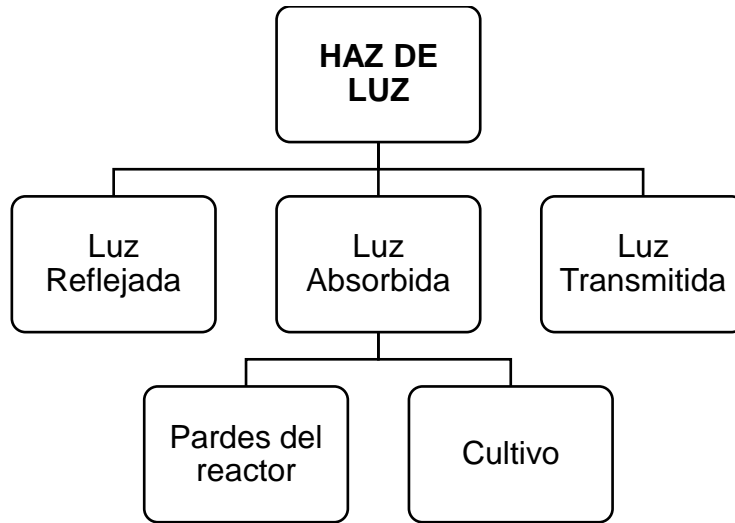 HAZ DE
LUZ
Luz
Reflejada
Luz
Absorbida
Luz
Transmitida
Pardes del
reactor
Cultivo